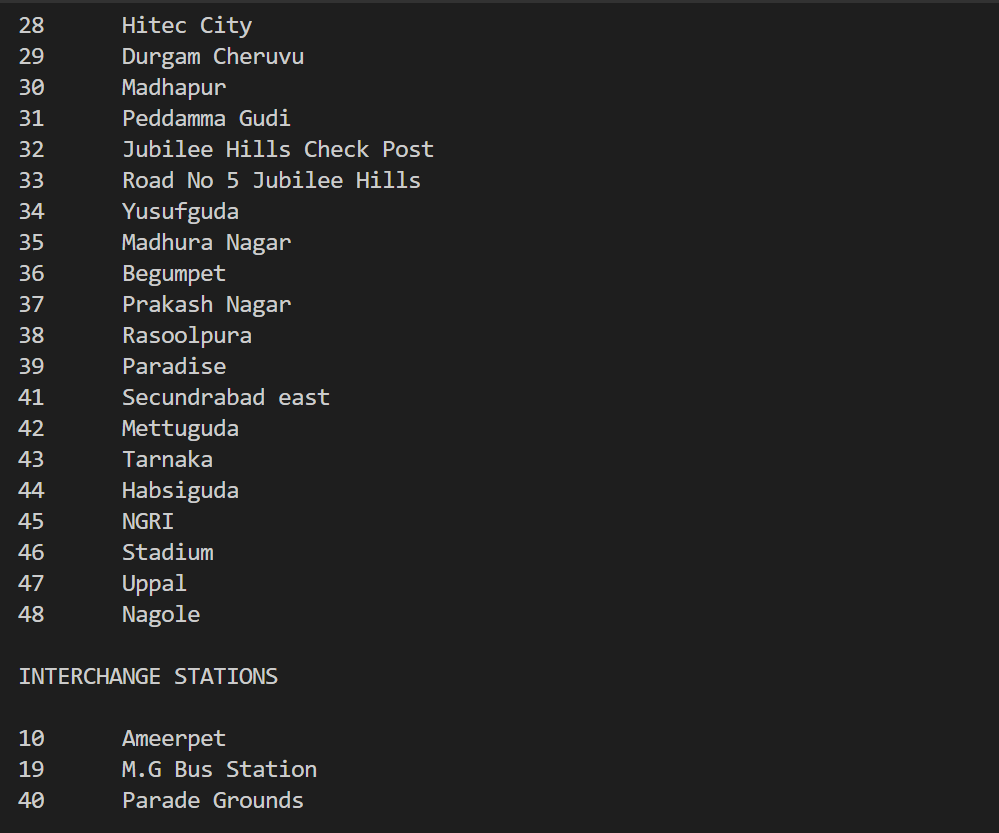 28 Hitec City
29 Durgam Cheruvu
30 Madhapur
31 Peddamma Gudi
32 Jubilee Hills Check Post
33 Road No 5 Jubilee Hills
34 Yusufguda
35 Madhura Nagar
36 Begumpet
37 Prakash Nagar
38 Rasoolpura
39 Paradise
41 Secundrabad east
42 Mettuguda
43 Tarnaka
44 Habsiguda
45 NGRI
46 Stadium
47 Uppal
48 Nagole
INTERCHANGE STATIONS
10 Ameerpet
19 M.G Bus Station
40 Parade Grounds